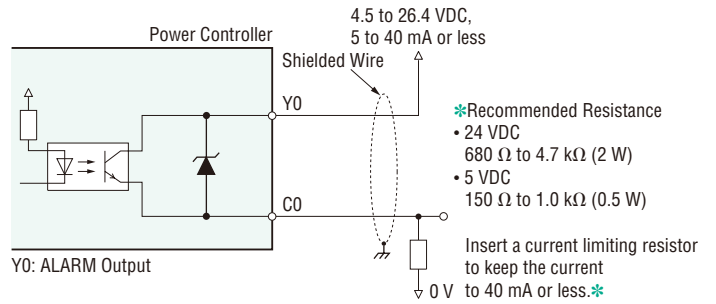 4.5 to 26.4 VDC,
5 to 40 mA or less
Power Controller
Shielded Wire
Y0
✻Recommended Resistance
• 24 VDC
680 Ω to 4.7 kΩ (2 W)
• 5 VDC
150 Ω to 1.0 kΩ (0.5 W)
C0
Insert a current limiting resistor
to keep the current
to 40 mA or less.✻
0 V
Y0: ALARM Output